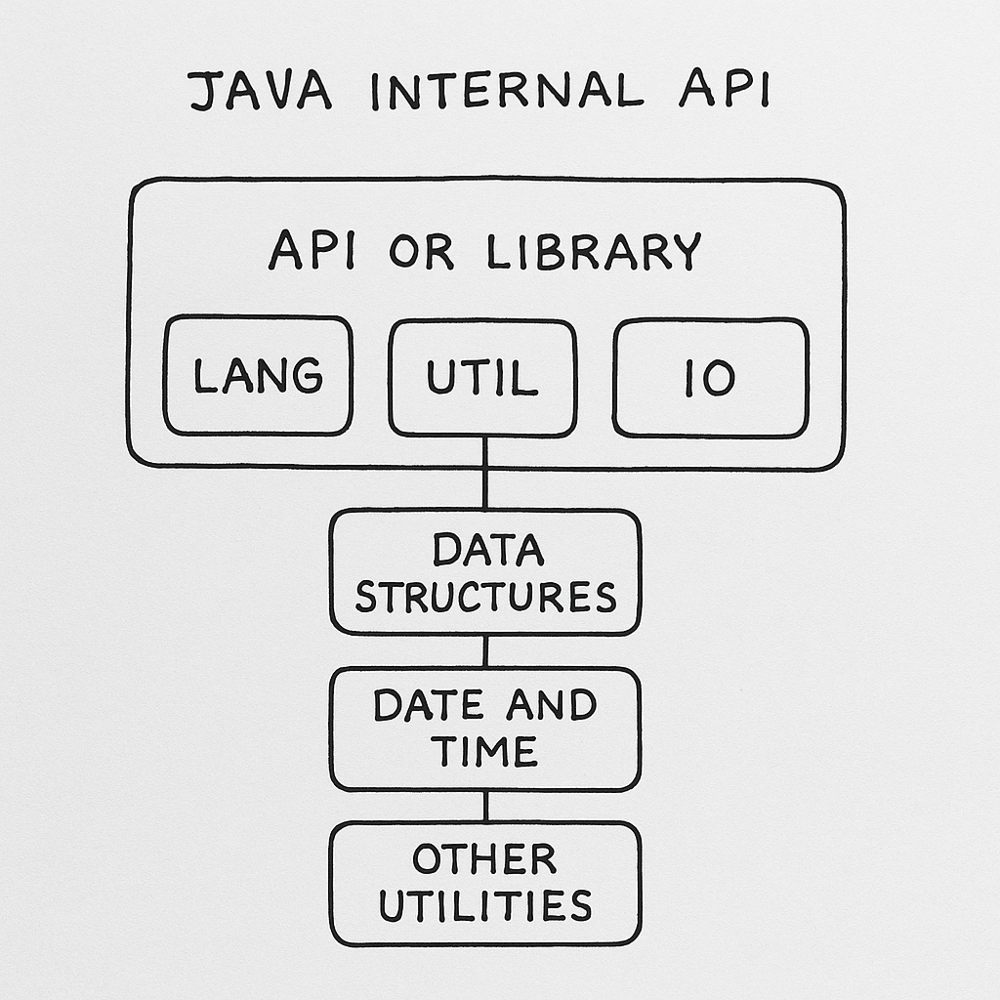 JAVA INTERNAL API
API OR LIBRARY
LANG
UTIL
IO
DATA
STRUCTURES
DATE AND
TIME
OTHER
UTILITIES